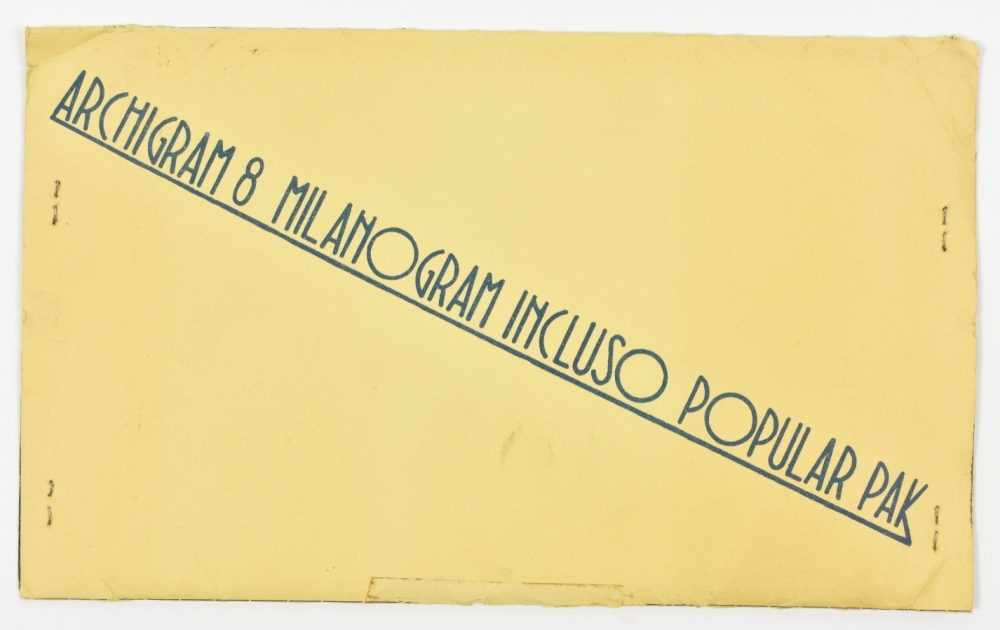 ARCHIGRAM 8 MILANOGRAM INCLUSO POPULAR PAK